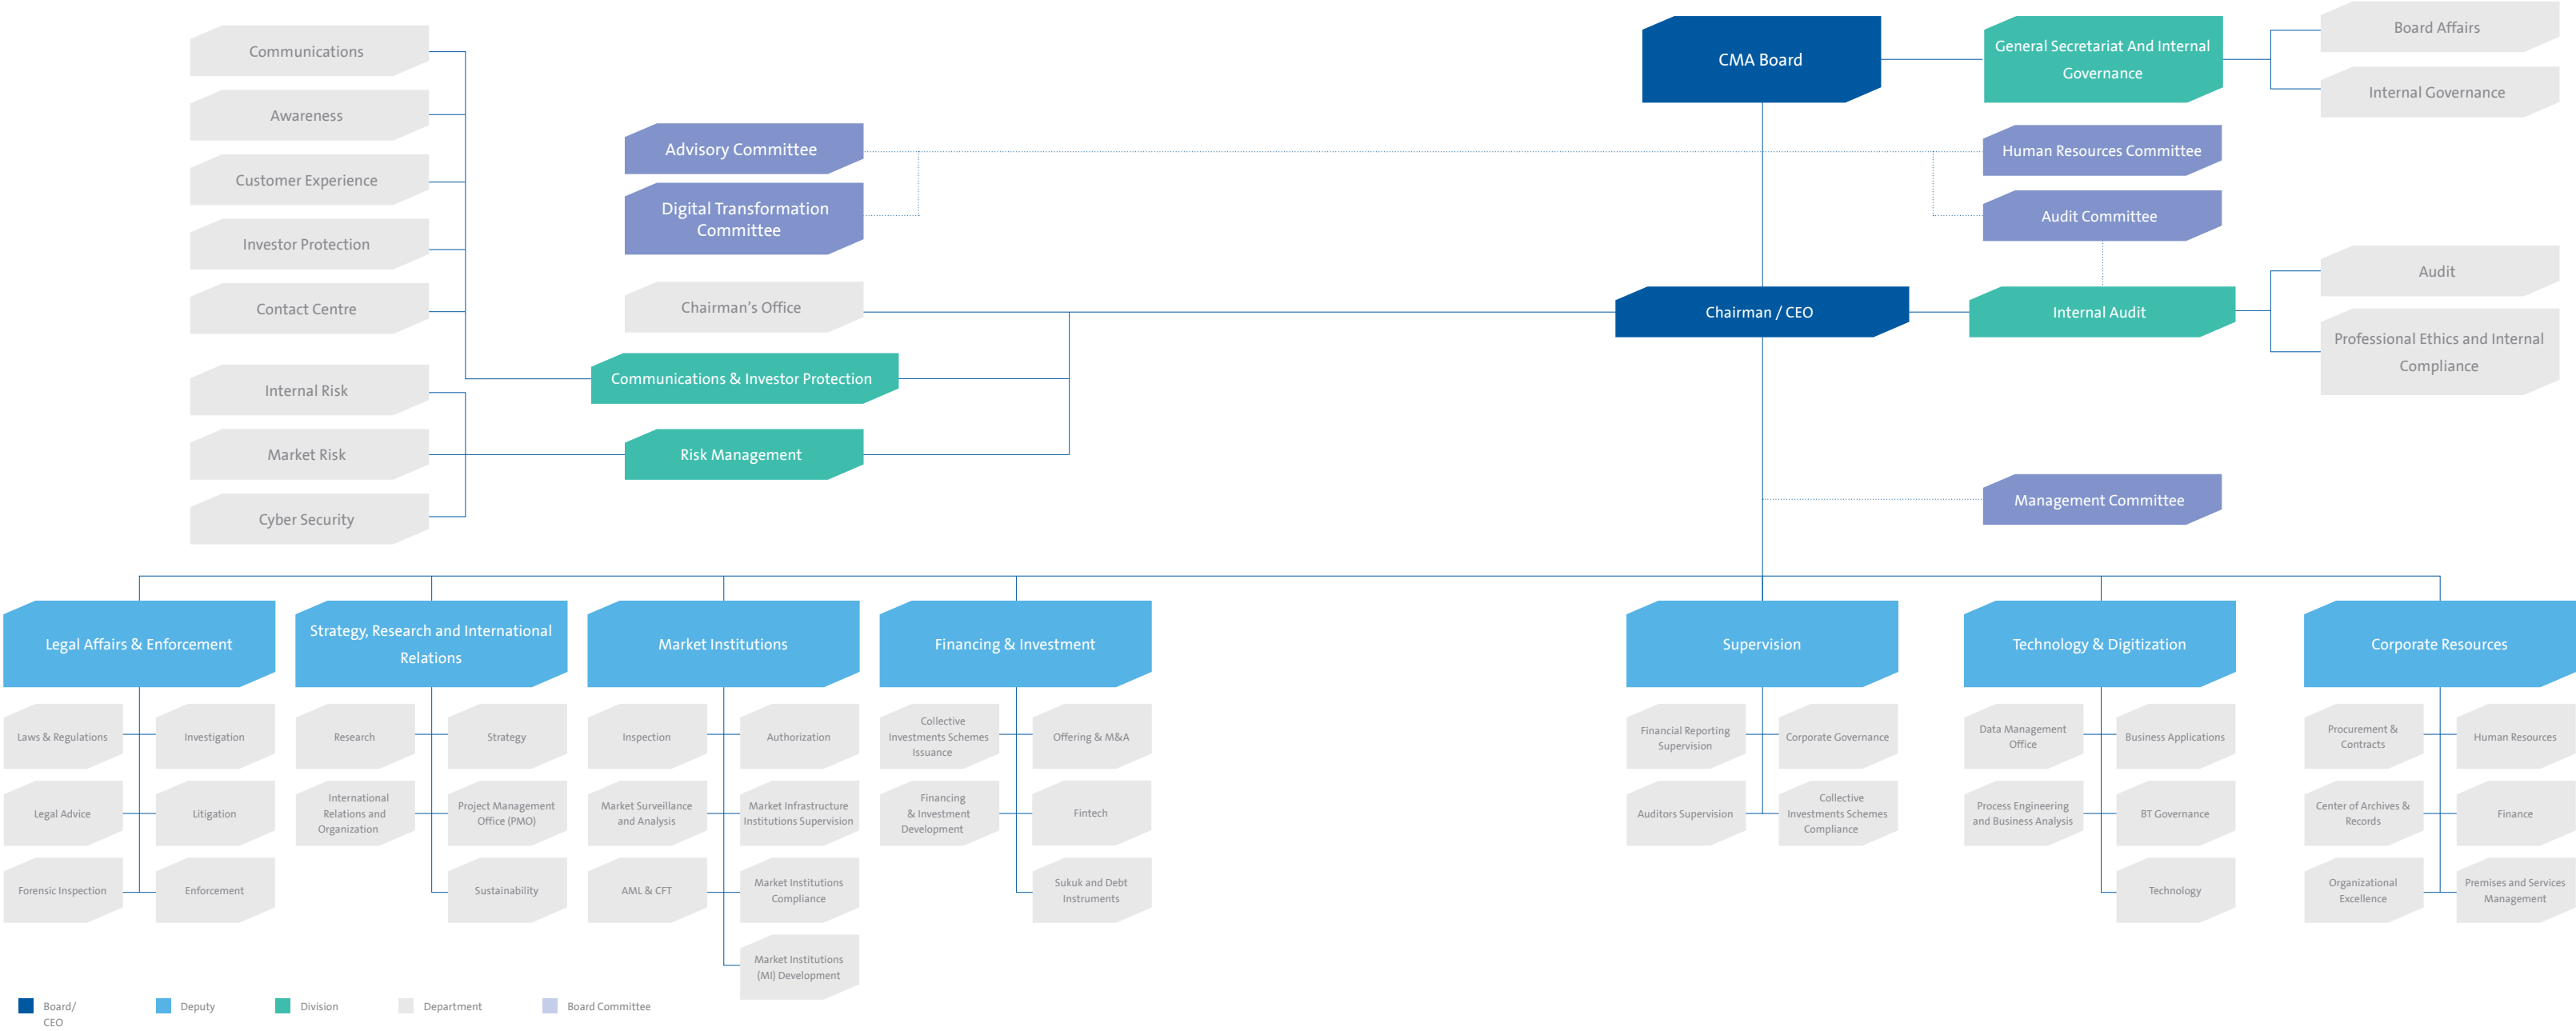 Communications
Awareness
Customer Experience
Investor Protection
Contact Centre
Internal Risk
Market Risk
Cyber Security
Advisory Committee
Digital Transformation
Committee
Chairman's Office
Communications & Investor Protection
Risk Management
CMA Board
General Secretariat And Internal
Governance
Board Affairs
Internal Governance
Human Resources Committee
Audit Committee
Chairman / CEO
Internal Audit
Audit
Professional Ethics and Internal
Compliance
Management Committee
Legal Affairs & Enforcement
Laws & Regulations
Investigation
Legal Advice
Litigation
Forensic Inspection
Enforcement
Strategy, Research and International
Relations
Research
Strategy
International
Relations and
Organization
Project Management
Office (PMO)
Sustainability
Market Institutions
Inspection
Authorization
Market Surveillance
and Analysis
Market Infrastructure
Institutions Supervision
AML & CFT
Market Institutions
Compliance
Market Institutions
(MI) Development
Financing & Investment
Collective
Investments Schemes
Issuance
Offering & M&A
Financing
& Investment
Development
Fintech
Sukuk and Debt
Instruments
Supervision
Financial Reporting
Supervision
Corporate Governance
Auditors Supervision
Collective
Investments Schemes
Compliance
Technology & Digitization
Data Management
Office
Business Applications
Process Engineering
and Business Analysis
BT Governance
Technology
Corporate Resources
Procurement &
Contracts
Human Resources
Center of Archives &
Records
Finance
Organizational
Excellence
Premises and Services
Management
Board/
CEO
Deputy
Division
Department
Board Committee